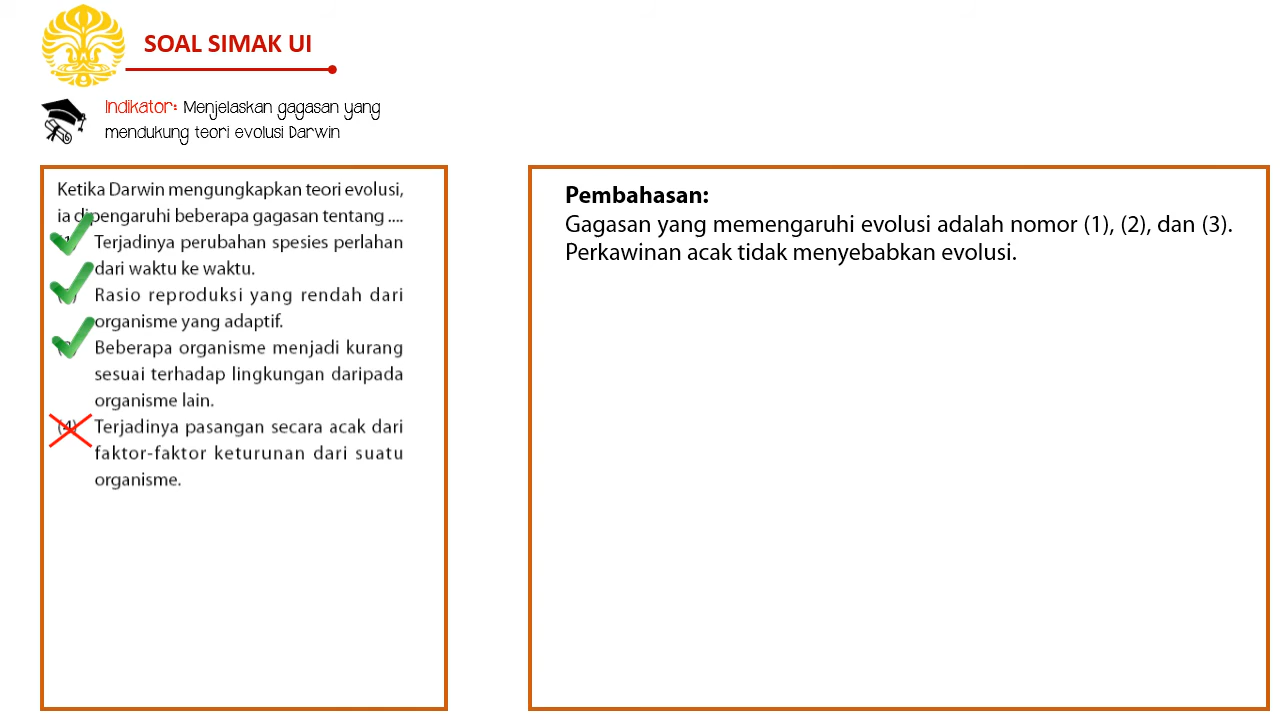 SOAL SIMAK UI
Indikator: Menjelaskan gagasan yang
mendukung teori evolusi Darwin
Ketika Darwin mengungkapkan teori evolusi,
ia dipengaruhi beberapa gagasan tentang ....
Terjadinya perubahan spesies perlahan
dari waktu ke waktu.
Rasio reproduksi yang rendah dari
organisme yang adaptif.
Beberapa organisme menjadi kurang
sesuai terhadap lingkungan daripada
organisme lain.
(4) Terjadinya pasangan secara acak dari
faktor-faktor keturunan dari suatu
organisme.
Pembahasan:
Gagasan yang memengaruhi evolusi adalah nomor (1), (2), dan (3).
Perkawinan acak tidak menyebabkan evolusi.